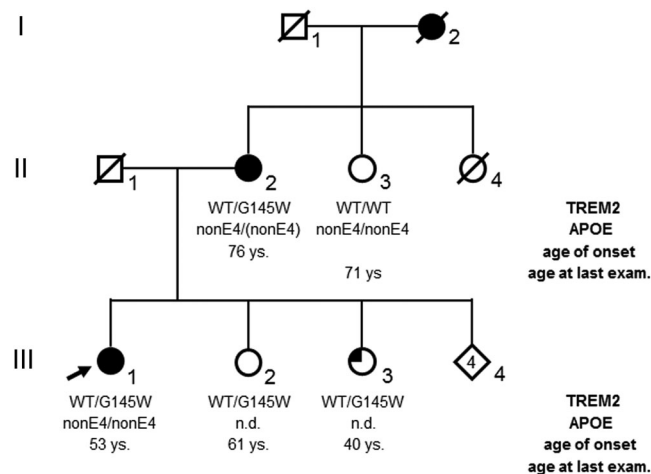 I
1
2
II
1
2
3
4
WT/G145W WT/WT TREM2
nonE4/(nonE4) nonE4/nonE4 APOE
76 ys. age of onset
71 ys age at last exam.
III
1
2
3
4
4
WT/G145W WT/G145W WT/G145W TREM2
nonE4/nonE4 n.d. n.d. APOE
53 ys. 61 ys. 40 ys. age of onset
age at last exam.